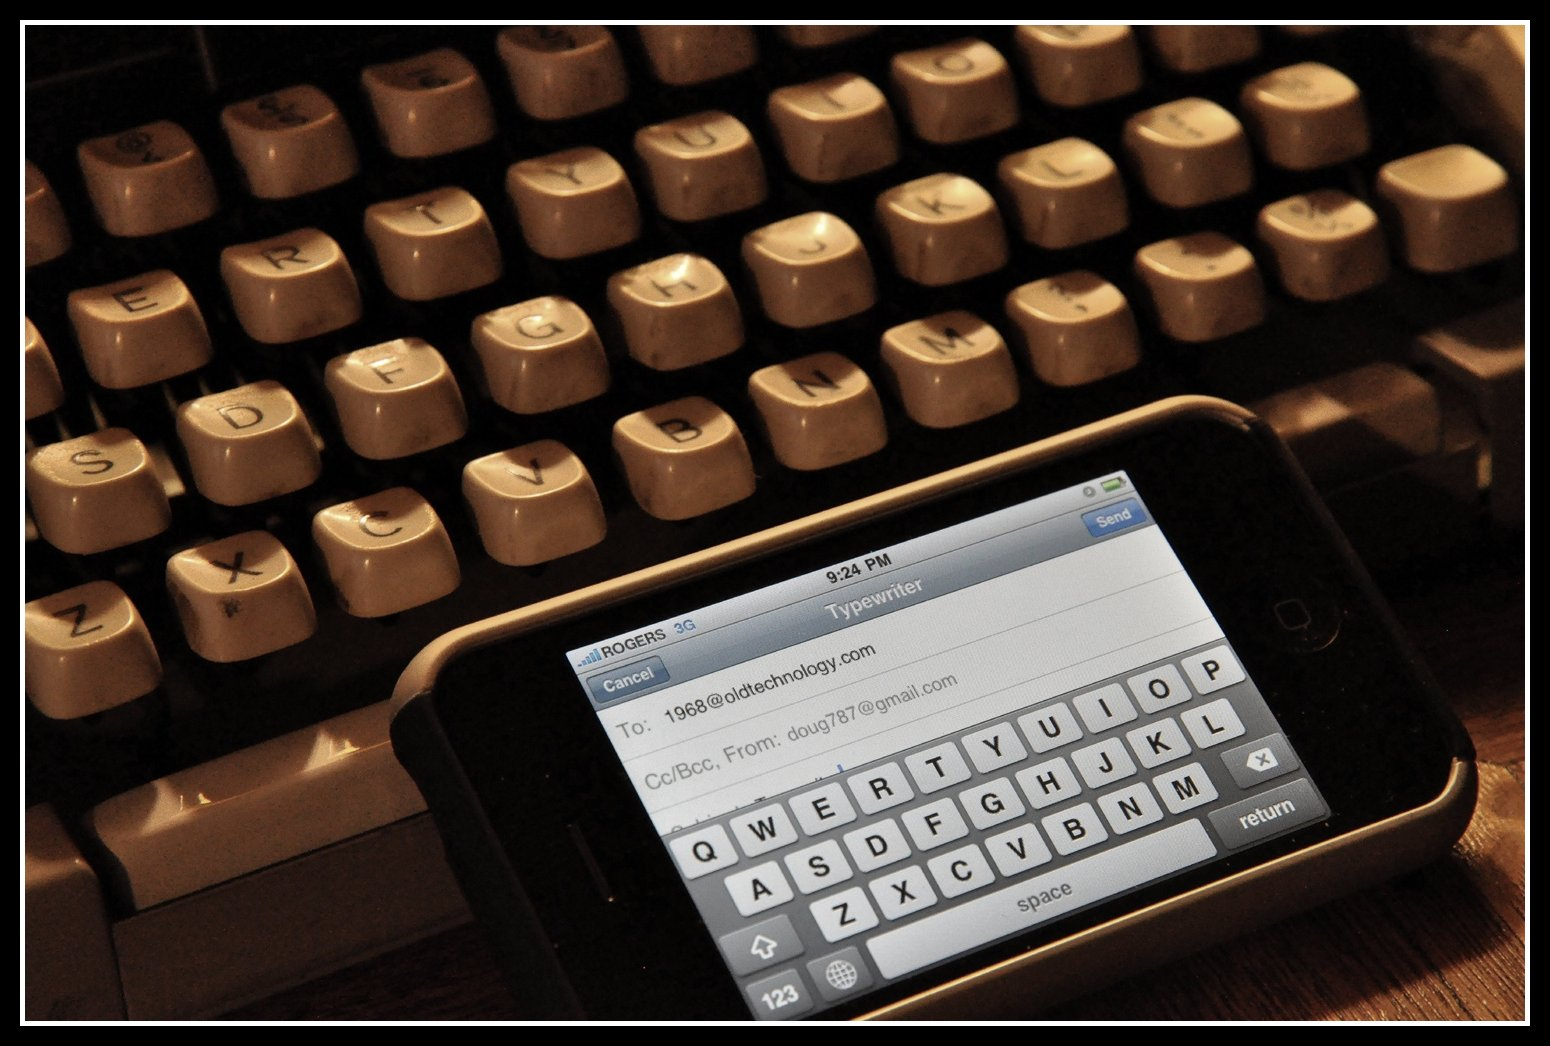 E R T Y U I O
S D F G H J K L
Z X C V B N M
ROGERS 3G 9:24 PM
Cancel Typewriter Send
To: 1968@oldtechnology.com
Cc/Bcc, From: doug787@gmail.com
Q W E R T Y U I O P
A S D F G H J K L
Z X C V B N M
123 space return